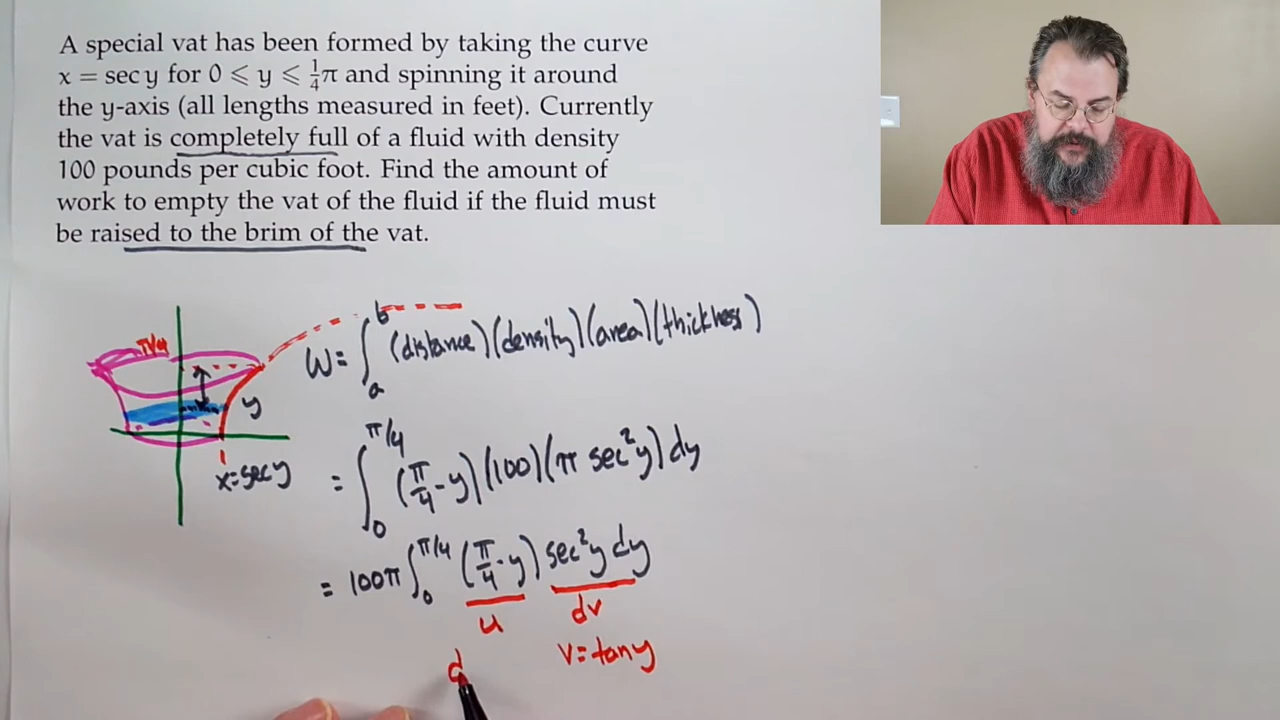 A special vat has been formed by taking the curve
x = sec y for 0 ⩽ y ⩽ 1/4 π and spinning it around
the y-axis (all lengths measured in feet). Currently
the vat is completely full of a fluid with density
100 pounds per cubic foot. Find the amount of
work to empty the vat of the fluid if the fluid must
be raised to the brim of the vat.
π/4
y
x=sec y
W = ∫_a^b (distance)(density)(area)(thickness)
= ∫_0^{π/4} (π/4 - y)(100)(π sec²y) dy
= 100π ∫_0^{π/4} (π/4 - y) sec²y dy
u dv
v=tan y
d